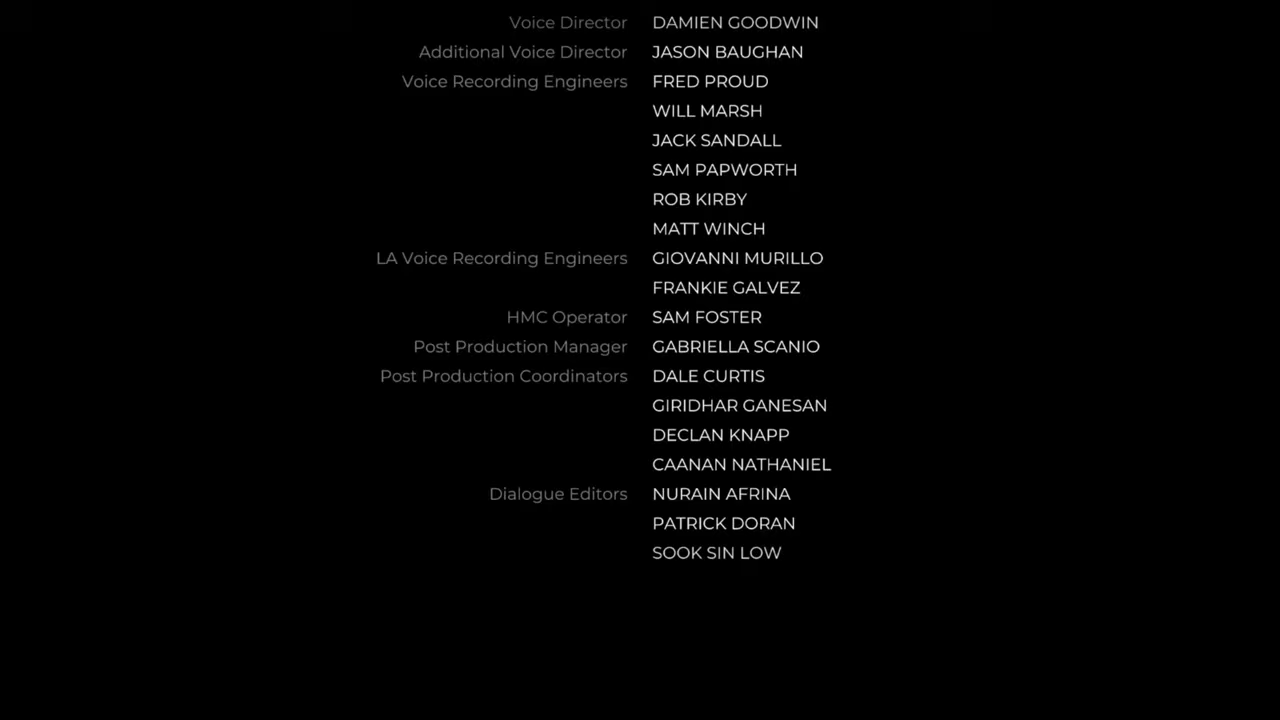 Voice Director DAMIEN GOODWIN
Additional Voice Director JASON BAUGHAN
Voice Recording Engineers FRED PROUD
WILL MARSH
JACK SANDALL
SAM PAPWORTH
ROB KIRBY
MATT WINCH
LA Voice Recording Engineers GIOVANNI MURILLO
FRANKIE GALVEZ
HMC Operator SAM FOSTER
Post Production Manager GABRIELLA SCANIO
Post Production Coordinators DALE CURTIS
GIRIDHAR GANESAN
DECLAN KNAPP
CAANAN NATHANIEL
Dialogue Editors NURAIN AFRINA
PATRICK DORAN
SOOK SIN LOW